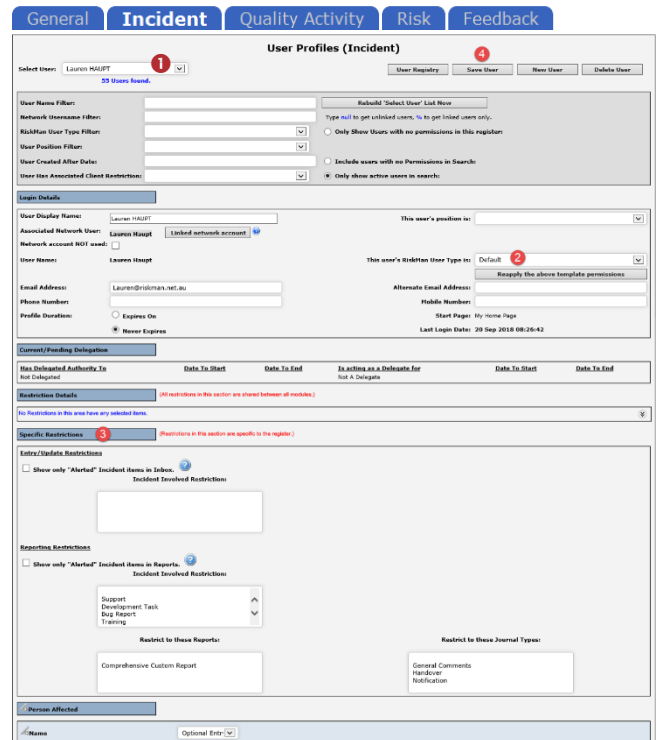 General Incident Quality Activity Risk Feedback
User Profiles (Incident)
4
Select User: Lauren HAUPT 1
User Registry Save User New User Delete User
55 Users found.
User Name Filter: Rebuild 'Select User' List Now
Network Username Filter: Type null to get unlinked users, % to get linked users only.
RiskMan User Type Filter: Only Show Users with no permissions in this register:
User Position Filter:
User Created After Date: Include users with no Permissions in Search:
User Has Associated Client Restriction: Only show active users in search:
Login Details
User Display Name: Lauren HAUPT This user's position is:
Associated Network User: Lauren Haupt Linked network account
Network account NOT used:
User Name: Lauren Haupt This user's RiskMan User Type is: Default 2
Reapply the above template permissions
Email Address: Lauren@riskman.net.au Alternate Email Address:
Phone Number: Mobile Number:
Profile Duration: Expires On Start Page: My Home Page
Never Expires Last Login Date: 20 Sep 2018 08:26:42
Current/Pending Delegation
Has Delegated Authority To Date To Start Date To End Is acting as a Delegate for Date To Start Date To End
Not Delegated Not A Delegate
Restriction Details (All restrictions in this section are shared between all modules.)
No Restrictions in this area have any selected items.
Specific Restrictions 3 (Restrictions in this section are specific to the register.)
Entry/Update Restrictions
Show only "Alerted" Incident items in Inbox.
Incident Involved Restriction:
Reporting Restrictions
Show only "Alerted" Incident items in Reports.
Incident Involved Restriction:
Support
Development Task
Bug Report
Training
Restrict to these Reports: Restrict to these Journal Types:
Comprehensive Custom Report General Comments
Handover
Notification
Person Affected
Name Optional Entr